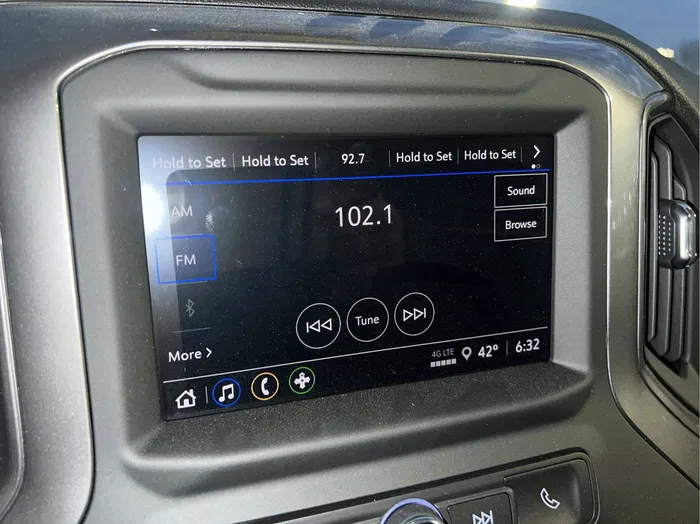 Hold to Set Hold to Set 92.7 Hold to Set Hold to Set
AM
102.1
Sound
FM
Browse
Tune
More
4G LTE 42° 6:32